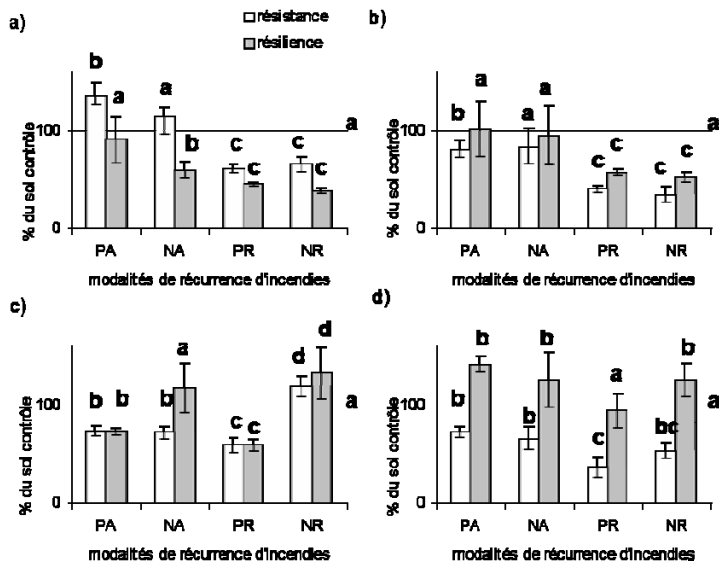 résistance
résilience
a)
b
a
a
b
c
c
c
c
a
100
0
% du sol contrôle
PA NA PR NR
modalités de récurrence d'incendies
b)
b
a
a
a
c
c
c
c
a
100
0
% du sol contrôle
PA NA PR NR
modalités de récurrence d'incendies
c)
b
b
b
a
c
c
d
d
a
100
0
% du sol contrôle
PA NA PR NR
modalités de récurrence d'incendies
d)
b
b
b
b
c
a
bc
b
a
100
0
% du sol contrôle
PA NA PR NR
modalités de récurrence d'incendies